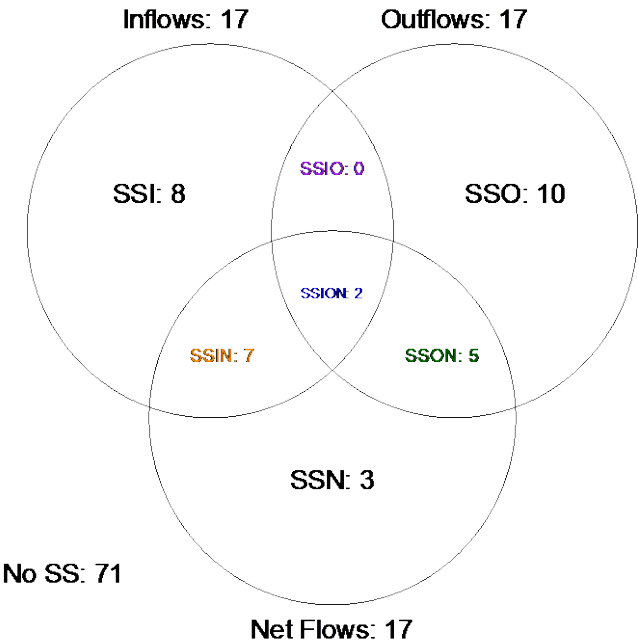 Inflows: 17
Outflows: 17
SSIO: 0
SSI: 8
SSO: 10
SSION: 2
SSIN: 7
SSON: 5
SSN: 3
No SS: 71
Net Flows: 17